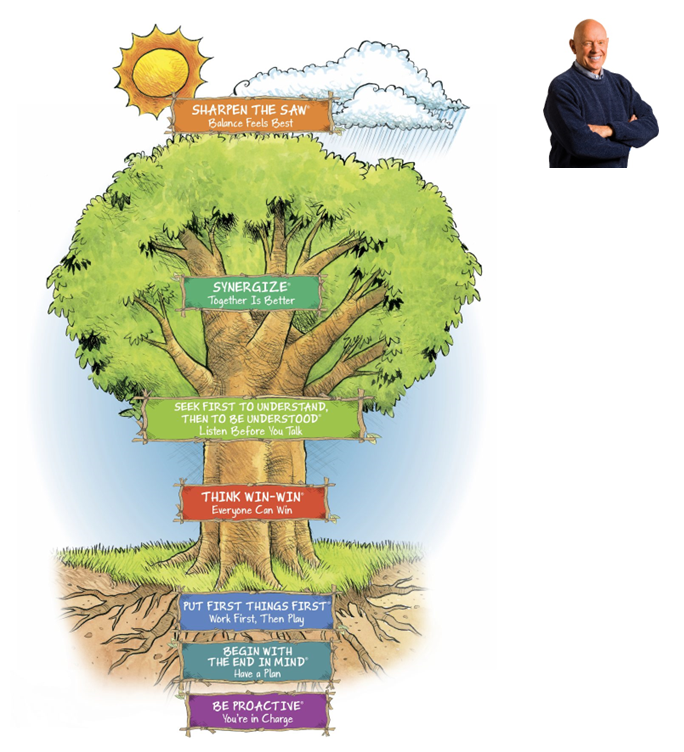 SHARPEN THE SAW®
Balance Feels Best
SYNERGIZE®
Together Is Better
SEEK FIRST TO UNDERSTAND,
THEN TO BE UNDERSTOOD®
Listen Before You Talk
THINK WIN-WIN®
Everyone Can Win
PUT FIRST THINGS FIRST®
Work First, Then Play
BEGIN WITH
THE END IN MIND®
Have a Plan
BE PROACTIVE®
You're in Charge